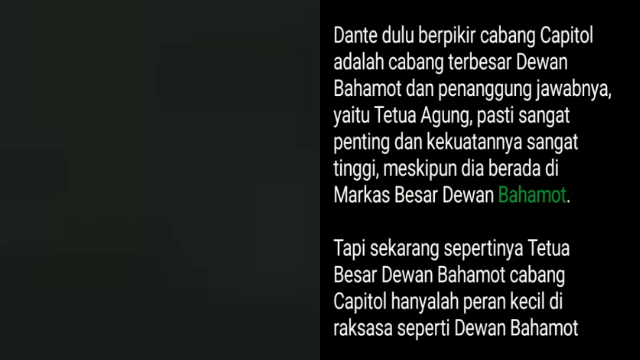 Dante dulu berpikir cabang Capitol
adalah cabang terbesar Dewan
Bahamot dan penanggung jawabnya,
yaitu Tetua Agung, pasti sangat
penting dan kekuatannya sangat
tinggi, meskipun dia berada di
Markas Besar Dewan Bahamot.
Tapi sekarang sepertinya Tetua
Besar Dewan Bahamot cabang
Capitol hanyalah peran kecil di
raksasa seperti Dewan Bahamot